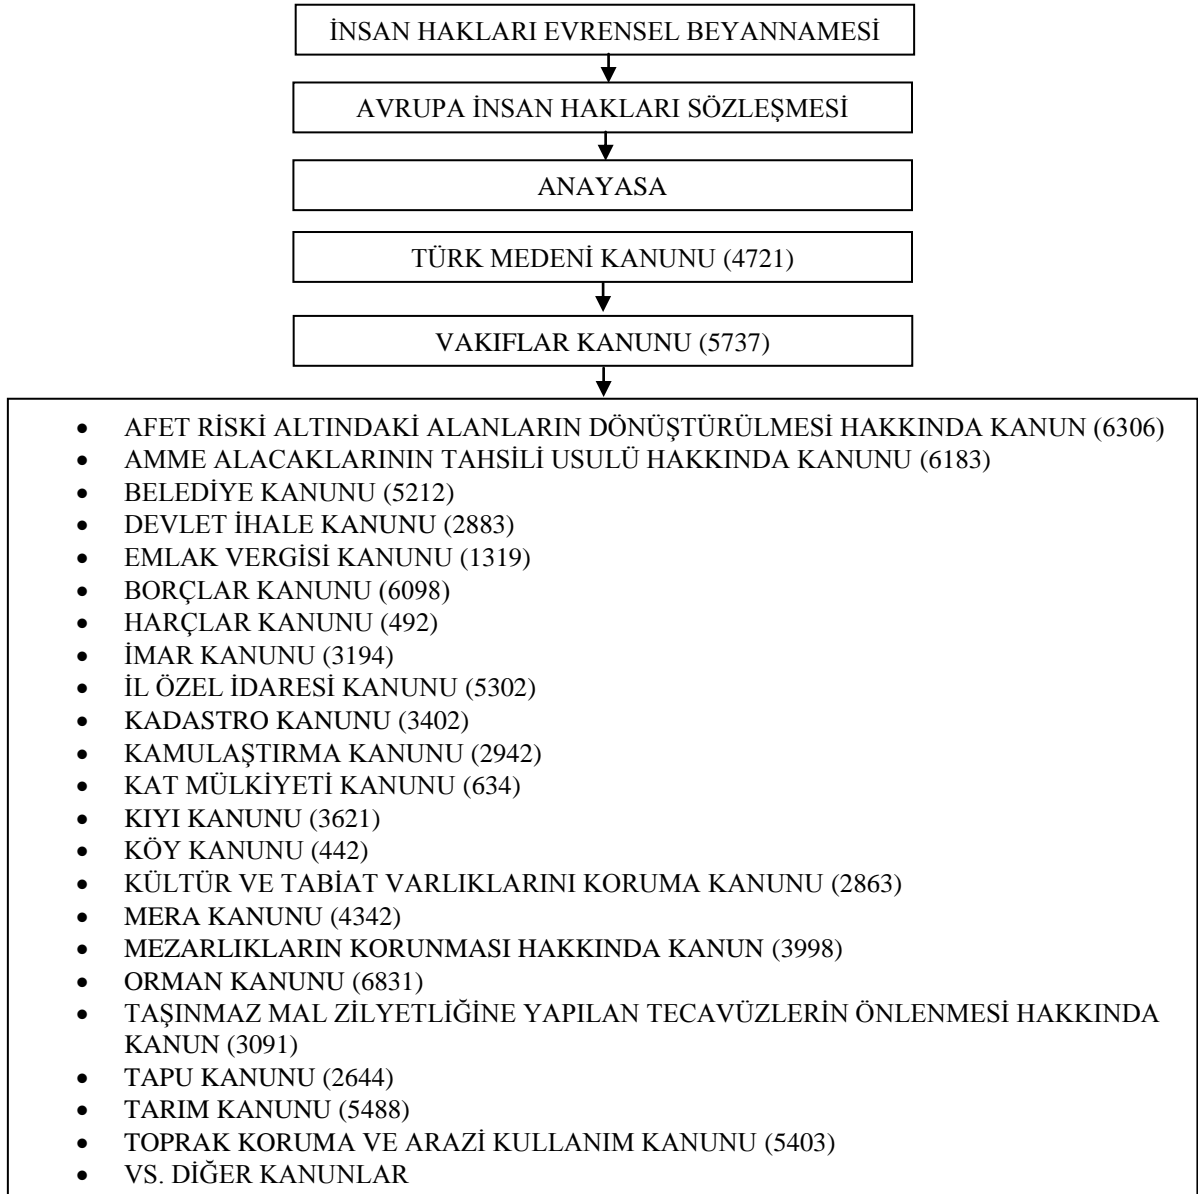 İNSAN HAKLARI EVRENSEL BEYANNAMESİ
AVRUPA İNSAN HAKLARI SÖZLEŞMESİ
ANAYASA
TÜRK MEDENİ KANUNU (4721)
VAKIFLAR KANUNU (5737)
• AFET RİSKİ ALTINDAKİ ALANLARIN DÖNÜŞTÜRÜLMESİ HAKKINDA KANUN (6306)
• AMME ALACAKLARININ TAHSİLİ USULÜ HAKKINDA KANUNU (6183)
• BELEDİYE KANUNU (5212)
• DEVLET İHALE KANUNU (2883)
• EMLAK VERGİSİ KANUNU (1319)
• BORÇLAR KANUNU (6098)
• HARÇLAR KANUNU (492)
• İMAR KANUNU (3194)
• İL ÖZEL İDARESİ KANUNU (5302)
• KADASTRO KANUNU (3402)
• KAMULAŞTIRMA KANUNU (2942)
• KAT MÜLKİYETİ KANUNU (634)
• KIYI KANUNU (3621)
• KÖY KANUNU (442)
• KÜLTÜR VE TABİAT VARLIKLARINI KORUMA KANUNU (2863)
• MERA KANUNU (4342)
• MEZARLIKLARIN KORUNMASI HAKKINDA KANUN (3998)
• ORMAN KANUNU (6831)
• TAŞINMAZ MAL ZİLYETLİĞİNE YAPILAN TECAVÜZLERİN ÖNLENMESİ HAKKINDA
KANUN (3091)
• TAPU KANUNU (2644)
• TARIM KANUNU (5488)
• TOPRAK KORUMA VE ARAZİ KULLANIM KANUNU (5403)
• VS. DİĞER KANUNLAR